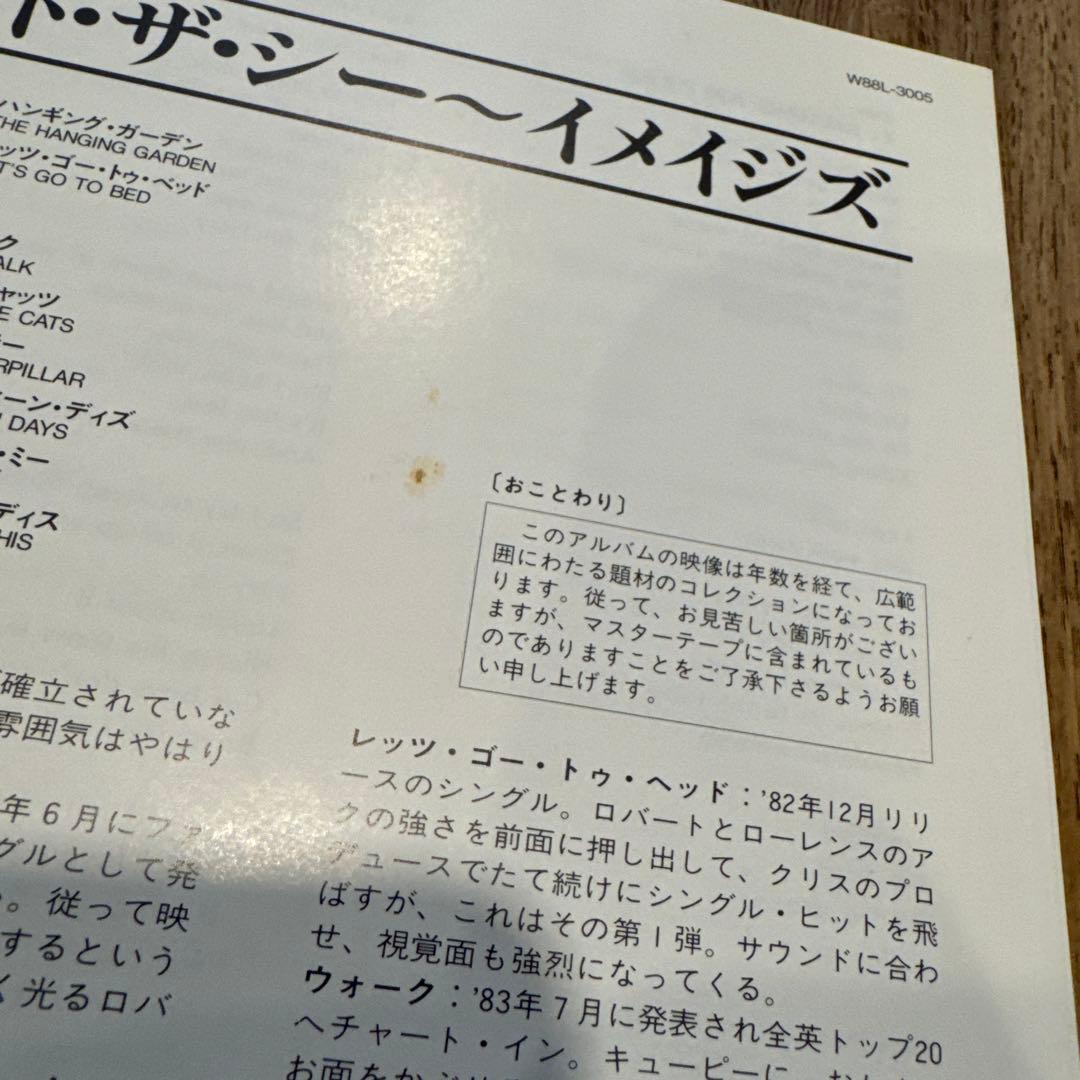 ト・ザ・シー〜イメイジズ
W88L-3005
ハンギング・ガーデン
THE HANGING GARDEN
ッツ・ゴー・トゥ・ベッド
T'S GO TO BED
ク
ALK
ャッツ
E CATS
ー
RPILLAR
ーン・デイズ
DAYS
・ミー
ディス
HIS
〔おことわり〕
このアルバムの映像は年数を経て、広範
囲にわたる題材のコレクションになってお
ります。従って、お見苦しい箇所がござい
ますが、マスターテープに含まれているも
のでありますことをご了承下さるようお願
い申し上げます。
確立されていな
雰囲気はやはり
年6月にファ
グルとして発
。従って映
するという
く光るロバ
レッツ・ゴー・トゥ・ヘッド：'82年12月リリ
ースのシングル。ロバートとローレンスのア
クの強さを前面に押し出して、クリスのプロ
デュースでたて続けにシングル・ヒットを飛
ばすが、これはその第1弾。サウンドに合わ
せ、視覚面も強烈になってくる。
ウォーク：'83年7月に発表され全英トップ20
へチャート・イン。キューピーに、
お面をか